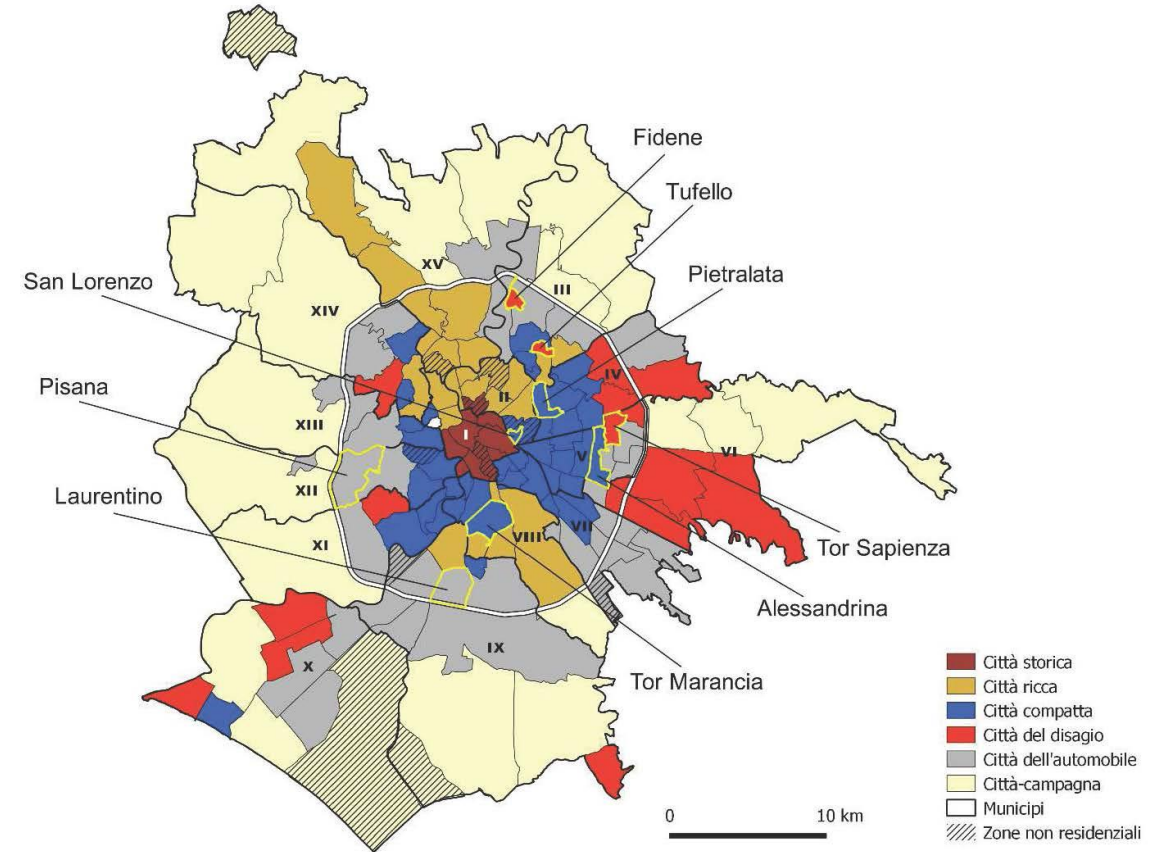 Fidene
Tufello
San Lorenzo
Pietralata
XV
III
XIV
Pisana
IV
II
XIII
I
V
VI
Laurentino
XII
VII
VIII
XI
Tor Sapienza
Alessandrina
IX
X
Tor Marancia
Città storica
Città ricca
Città compatta
Città del disagio
Città dell'automobile
Città-campagna
Municipi
Zone non residenziali
0 10 km